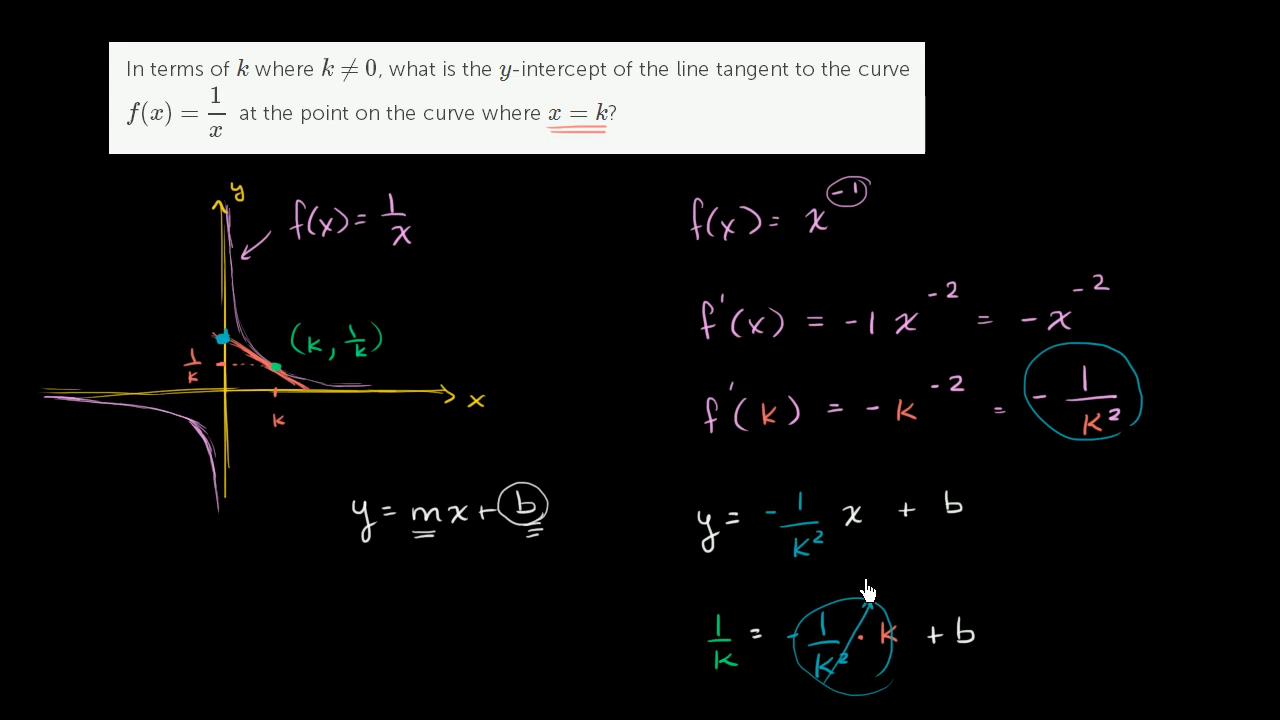 In terms of k where k ≠ 0, what is the y-intercept of the line tangent to the curve
f(x) = 1/x at the point on the curve where x = k?
y
f(x) = 1/x
(k, 1/k)
1/k
x
k
y = mx + b
f(x) = x^-1
f'(x) = -1 x^-2 = -x^-2
f'(k) = -k^-2 = -1/k²
y = -1/k² x + b
1/k = -1/k² · k + b